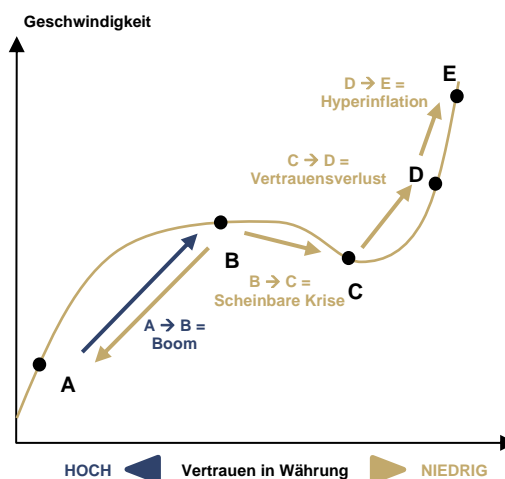 Geschwindigkeit
E
D → E =
Hyperinflation
C → D =
Vertrauensverlust
D
B
B → C =
Scheinbare Krise
C
A → B =
Boom
A
HOCH Vertrauen in Währung NIEDRIG